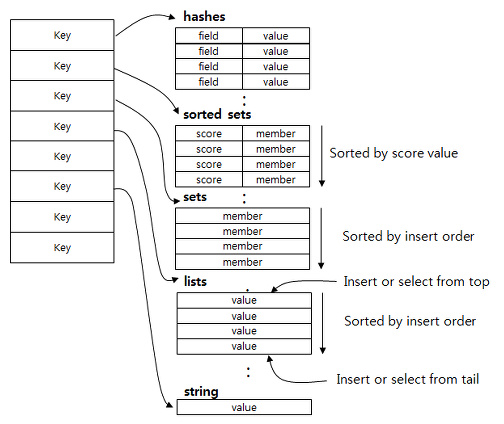 hashes
Key
field value
field value
field value
field value
Key
Key
sorted sets
Key
score member
score member
score member
score member
Sorted by score value
Key
Key
sets
Key
member
member
member
member
Sorted by insert order
Key
lists
Insert or select from top
value
value
value
value
Sorted by insert order
Insert or select from tail
string
value